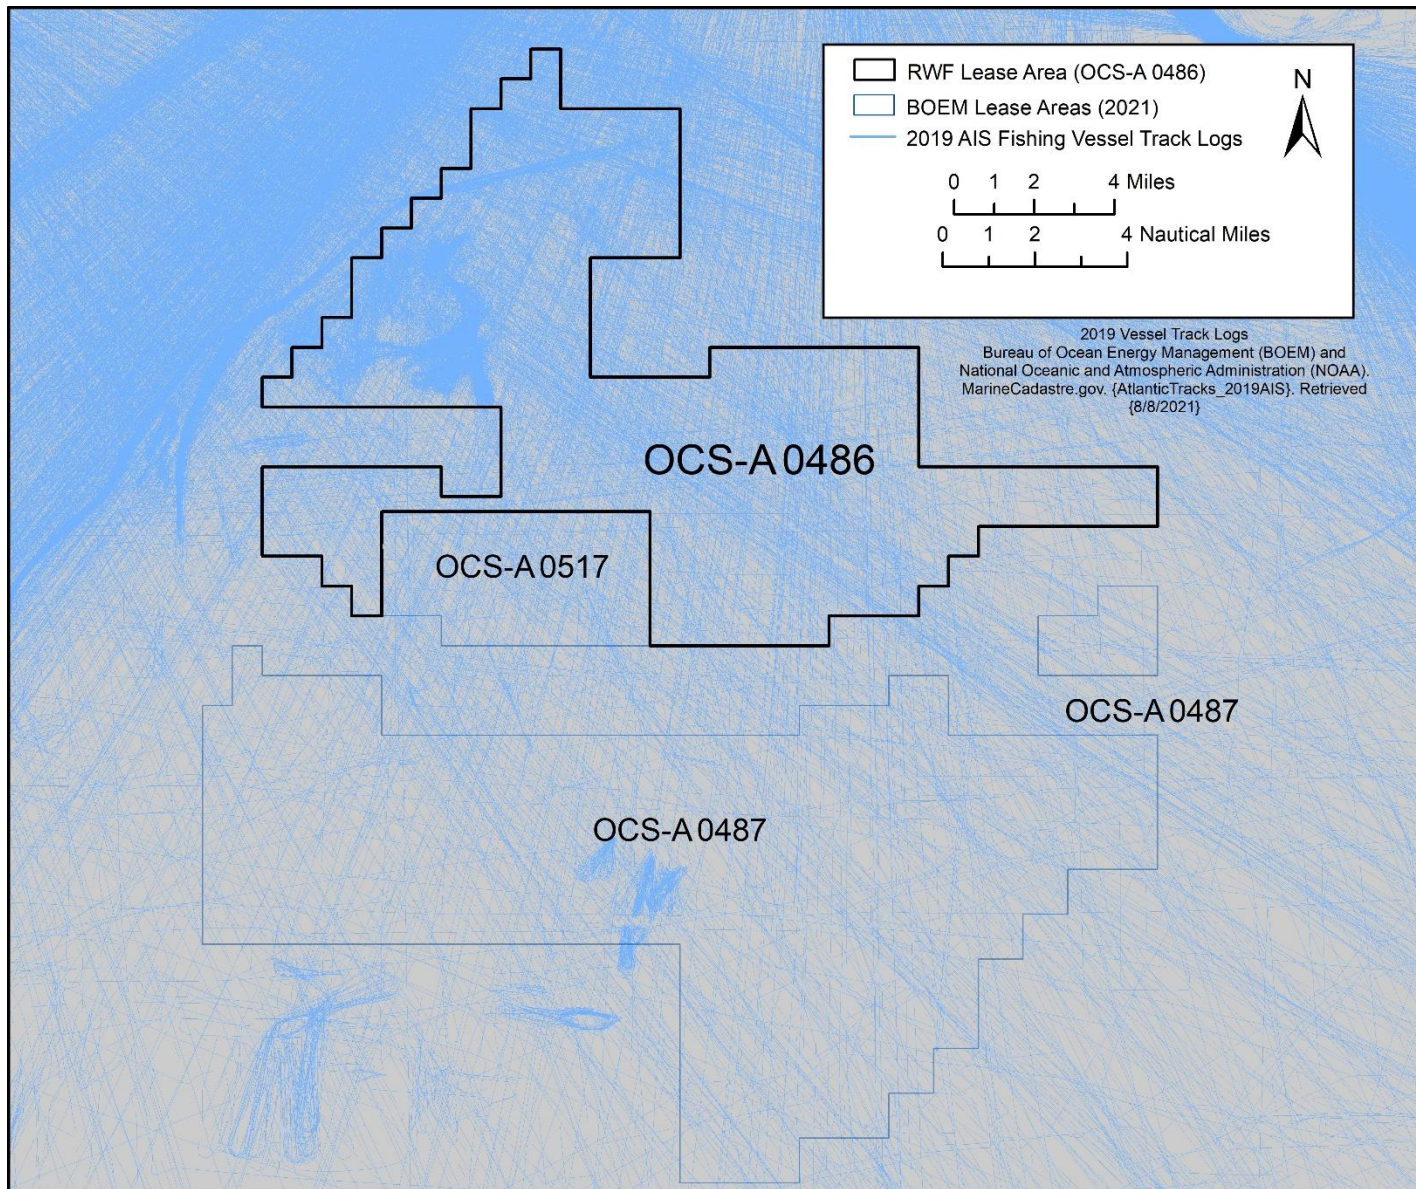 RWF Lease Area (OCS-A 0486)
BOEM Lease Areas (2021)
2019 AIS Fishing Vessel Track Logs
N
0 1 2 4 Miles
0 1 2 4 Nautical Miles
2019 Vessel Track Logs
Bureau of Ocean Energy Management (BOEM) and
National Oceanic and Atmospheric Administration (NOAA).
MarineCadastre.gov. {AtlanticTracks_2019AIS}. Retrieved
{8/8/2021}
OCS-A 0486
OCS-A 0517
OCS-A 0487
OCS-A 0487